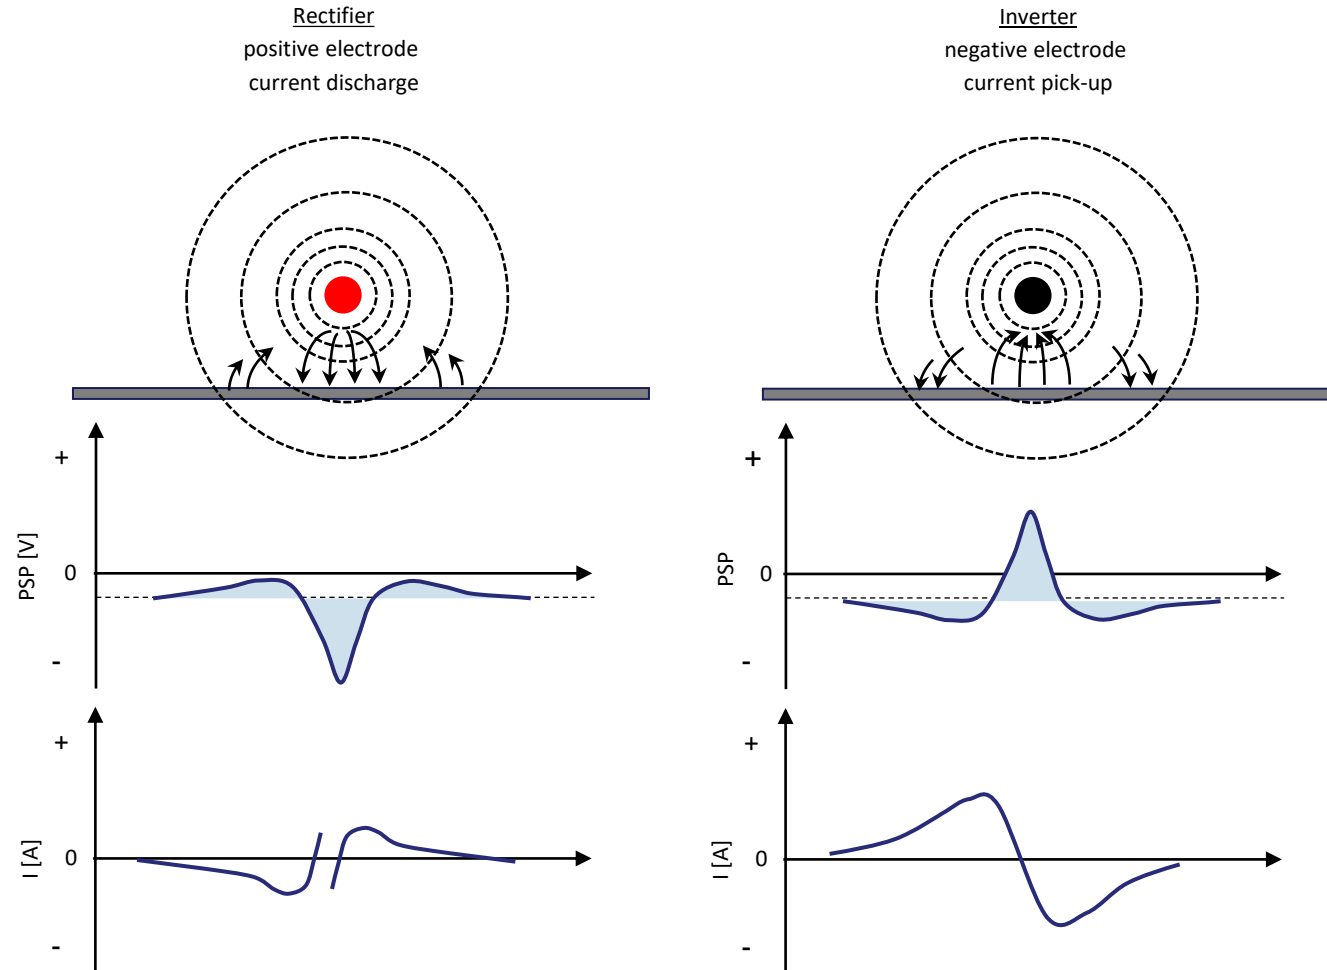 Rectifier
positive electrode
current discharge
Inverter
negative electrode
current pick-up
+
PSP [V]
0
-
+
PSP
0
-
+
I [A]
0
-
+
I [A]
0
-